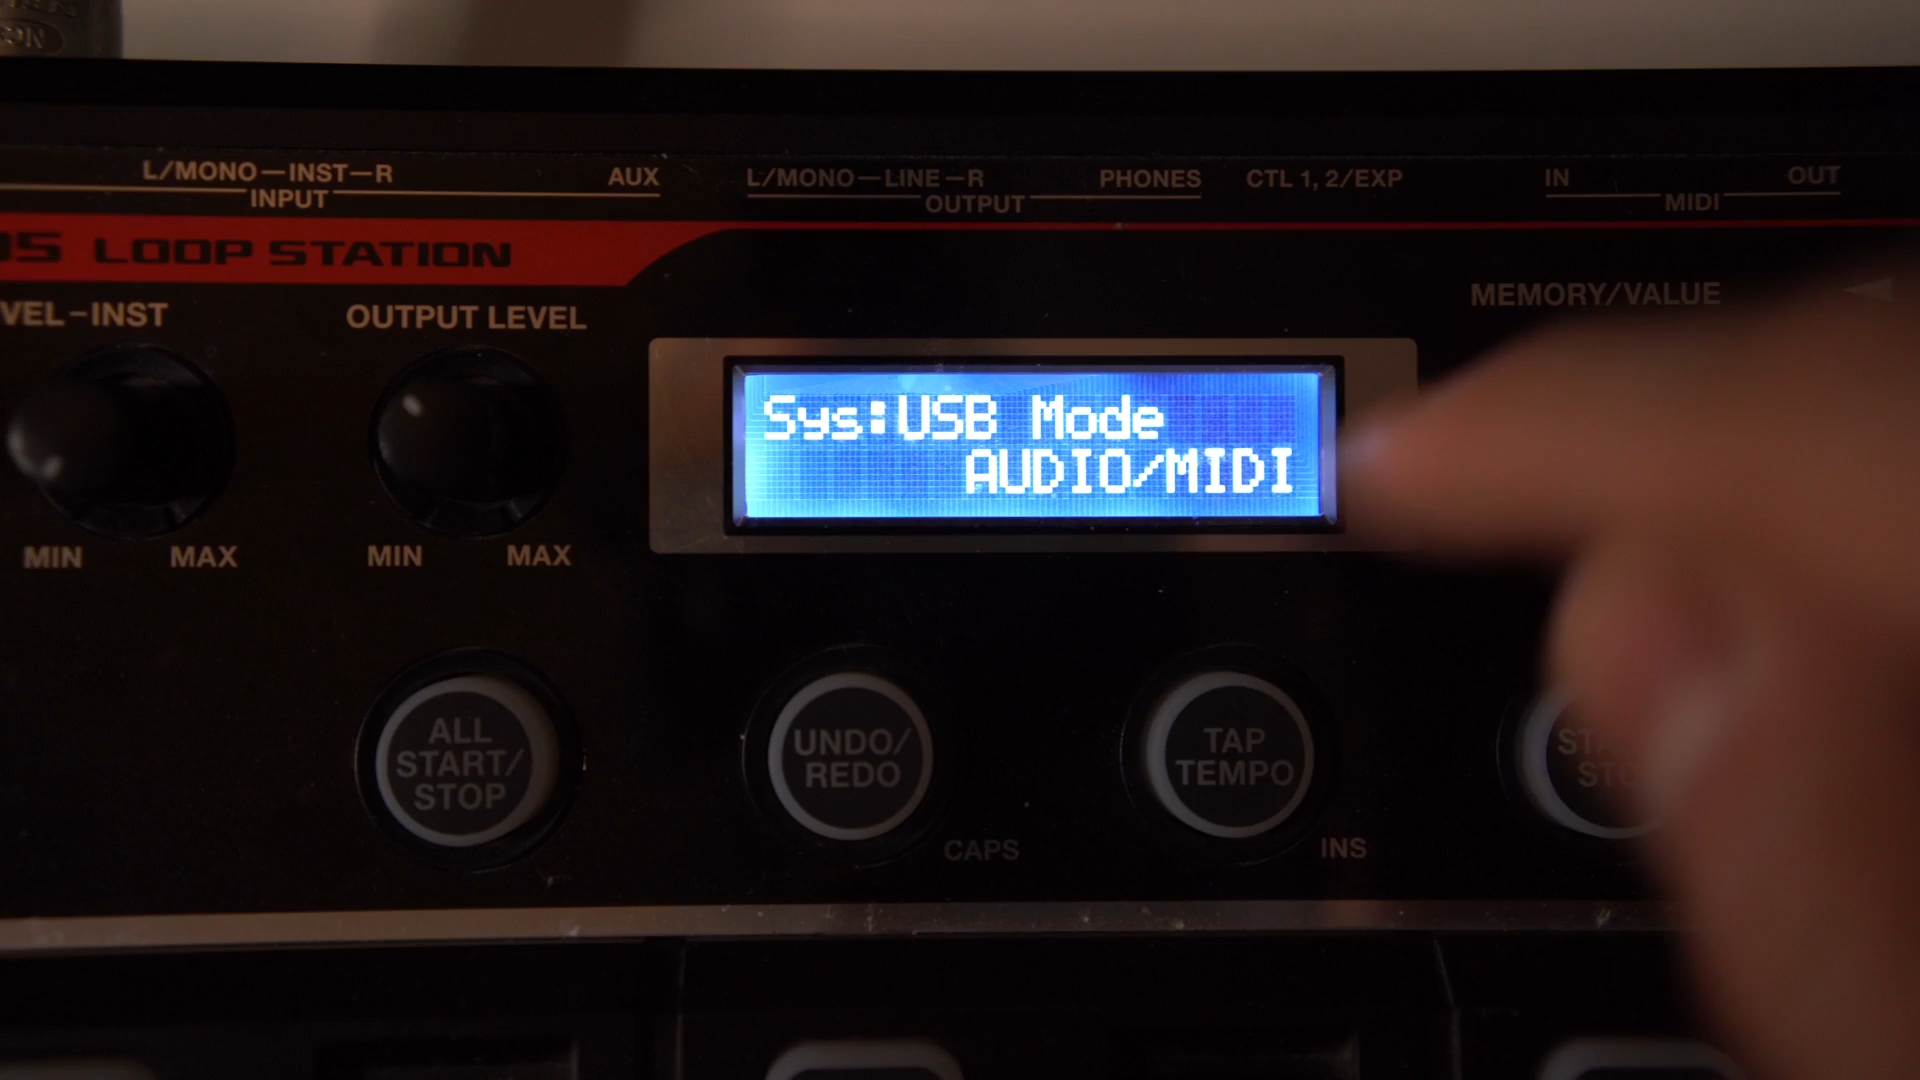 L/MONO—INST—R
INPUT
AUX
L/MONO—LINE—R
OUTPUT
PHONES
CTL 1, 2/EXP
IN
OUT
MIDI
LOOP STATION
VEL–INST
OUTPUT LEVEL
MEMORY/VALUE
Sys:USB Mode
AUDIO/MIDI
MIN
MAX
MIN
MAX
ALL
START/
STOP
UNDO/
REDO
CAPS
TAP
TEMPO
INS